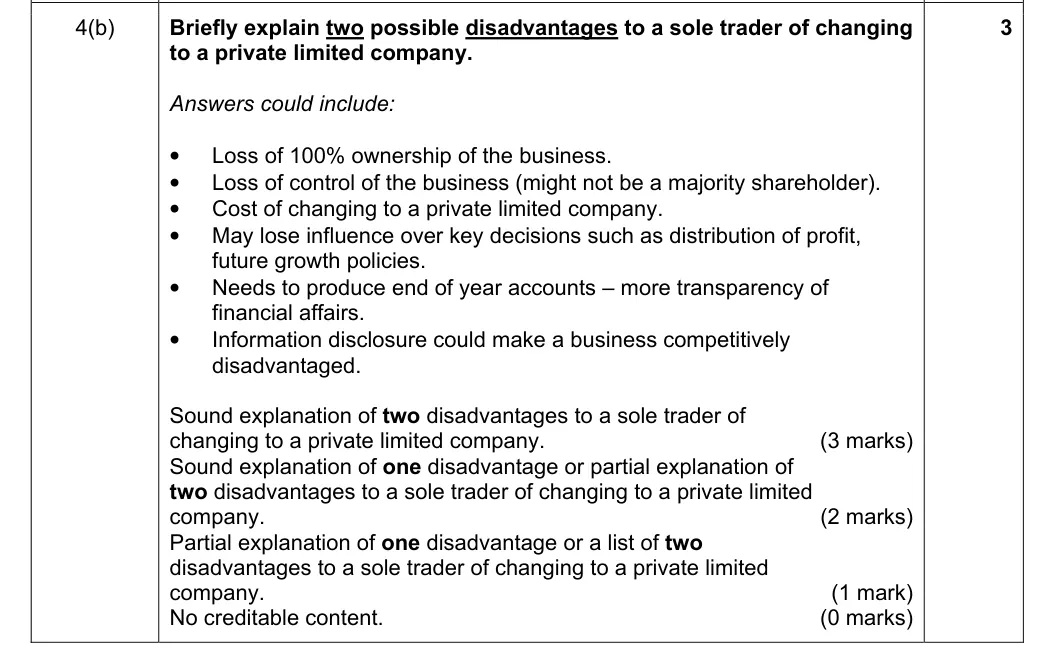 4(b) Briefly explain two possible disadvantages to a sole trader of changing 3
to a private limited company.
Answers could include:
• Loss of 100% ownership of the business.
• Loss of control of the business (might not be a majority shareholder).
• Cost of changing to a private limited company.
• May lose influence over key decisions such as distribution of profit,
future growth policies.
• Needs to produce end of year accounts – more transparency of
financial affairs.
• Information disclosure could make a business competitively
disadvantaged.
Sound explanation of two disadvantages to a sole trader of
changing to a private limited company. (3 marks)
Sound explanation of one disadvantage or partial explanation of
two disadvantages to a sole trader of changing to a private limited
company. (2 marks)
Partial explanation of one disadvantage or a list of two
disadvantages to a sole trader of changing to a private limited
company. (1 mark)
No creditable content. (0 marks)